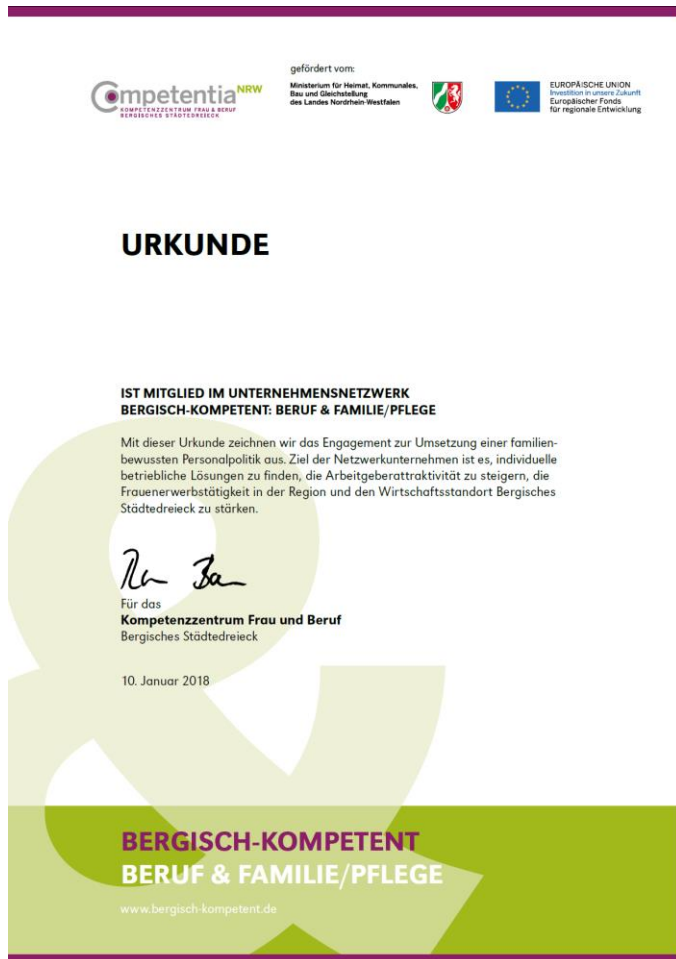 gefördert vom:
Competentia NRW
KOMPETENZZENTRUM FRAU & BERUF
BERGISCHES STÄDTEDREIECK
Ministerium für Heimat, Kommunales,
Bau und Gleichstellung
des Landes Nordrhein-Westfalen
EUROPÄISCHE UNION
Investition in unsere Zukunft
Europäischer Fonds
für regionale Entwicklung
URKUNDE
IST MITGLIED IM UNTERNEHMENSNETZWERK
BERGISCH-KOMPETENT: BERUF & FAMILIE/PFLEGE
Mit dieser Urkunde zeichnen wir das Engagement zur Umsetzung einer familien-
bewussten Personalpolitik aus. Ziel der Netzwerkunternehmen ist es, individuelle
betriebliche Lösungen zu finden, die Arbeitgeberattraktivität zu steigern, die
Frauenerwerbstätigkeit in der Region und den Wirtschaftsstandort Bergisches
Städtedreieck zu stärken.
Für das
Kompetenzzentrum Frau und Beruf
Bergisches Städtedreieck
10. Januar 2018
BERGISCH-KOMPETENT
BERUF & FAMILIE/PFLEGE
www.bergisch-kompetent.de